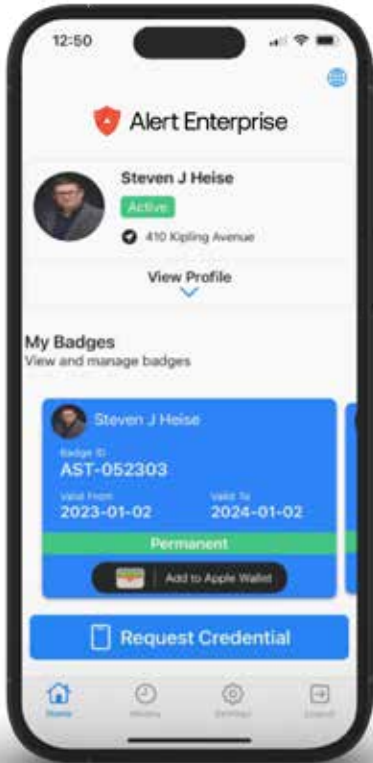 12:50
Alert Enterprise
Steven J Heise
Active
410 Kipling Avenue
View Profile
My Badges
View and manage badges
Steven J Heise
Badge ID
AST-052303
Valid From Valid To
2023-01-02 2024-01-02
Permanent
Add to Apple Wallet
Request Credential
Home History Settings Logout